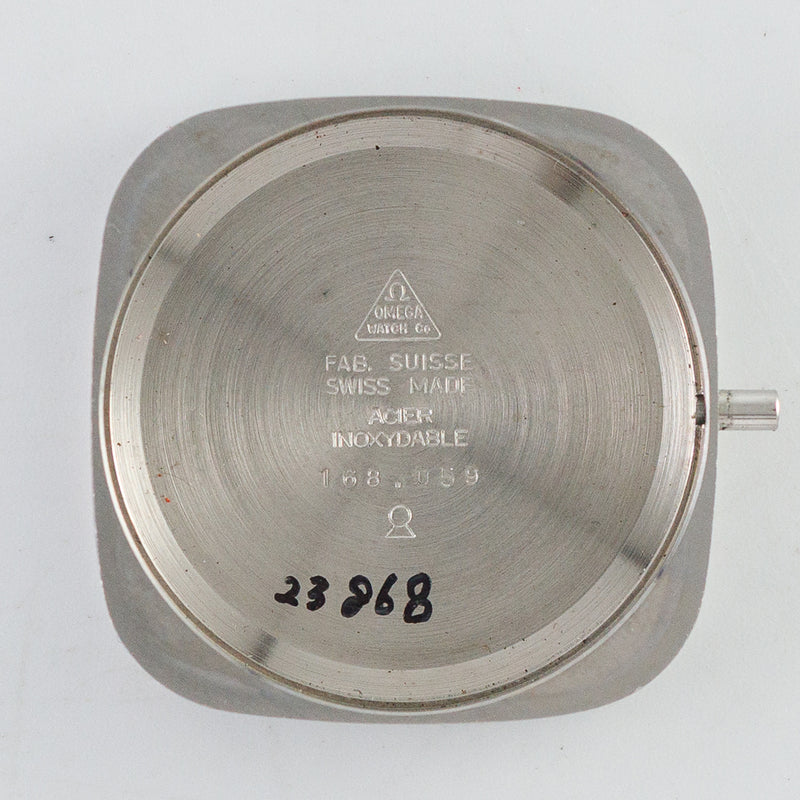 Ω
OMEGA
WATCH Co
FAB. SUISSE
SWISS MADE
ACIER
INOXYDABLE
168.059
23868